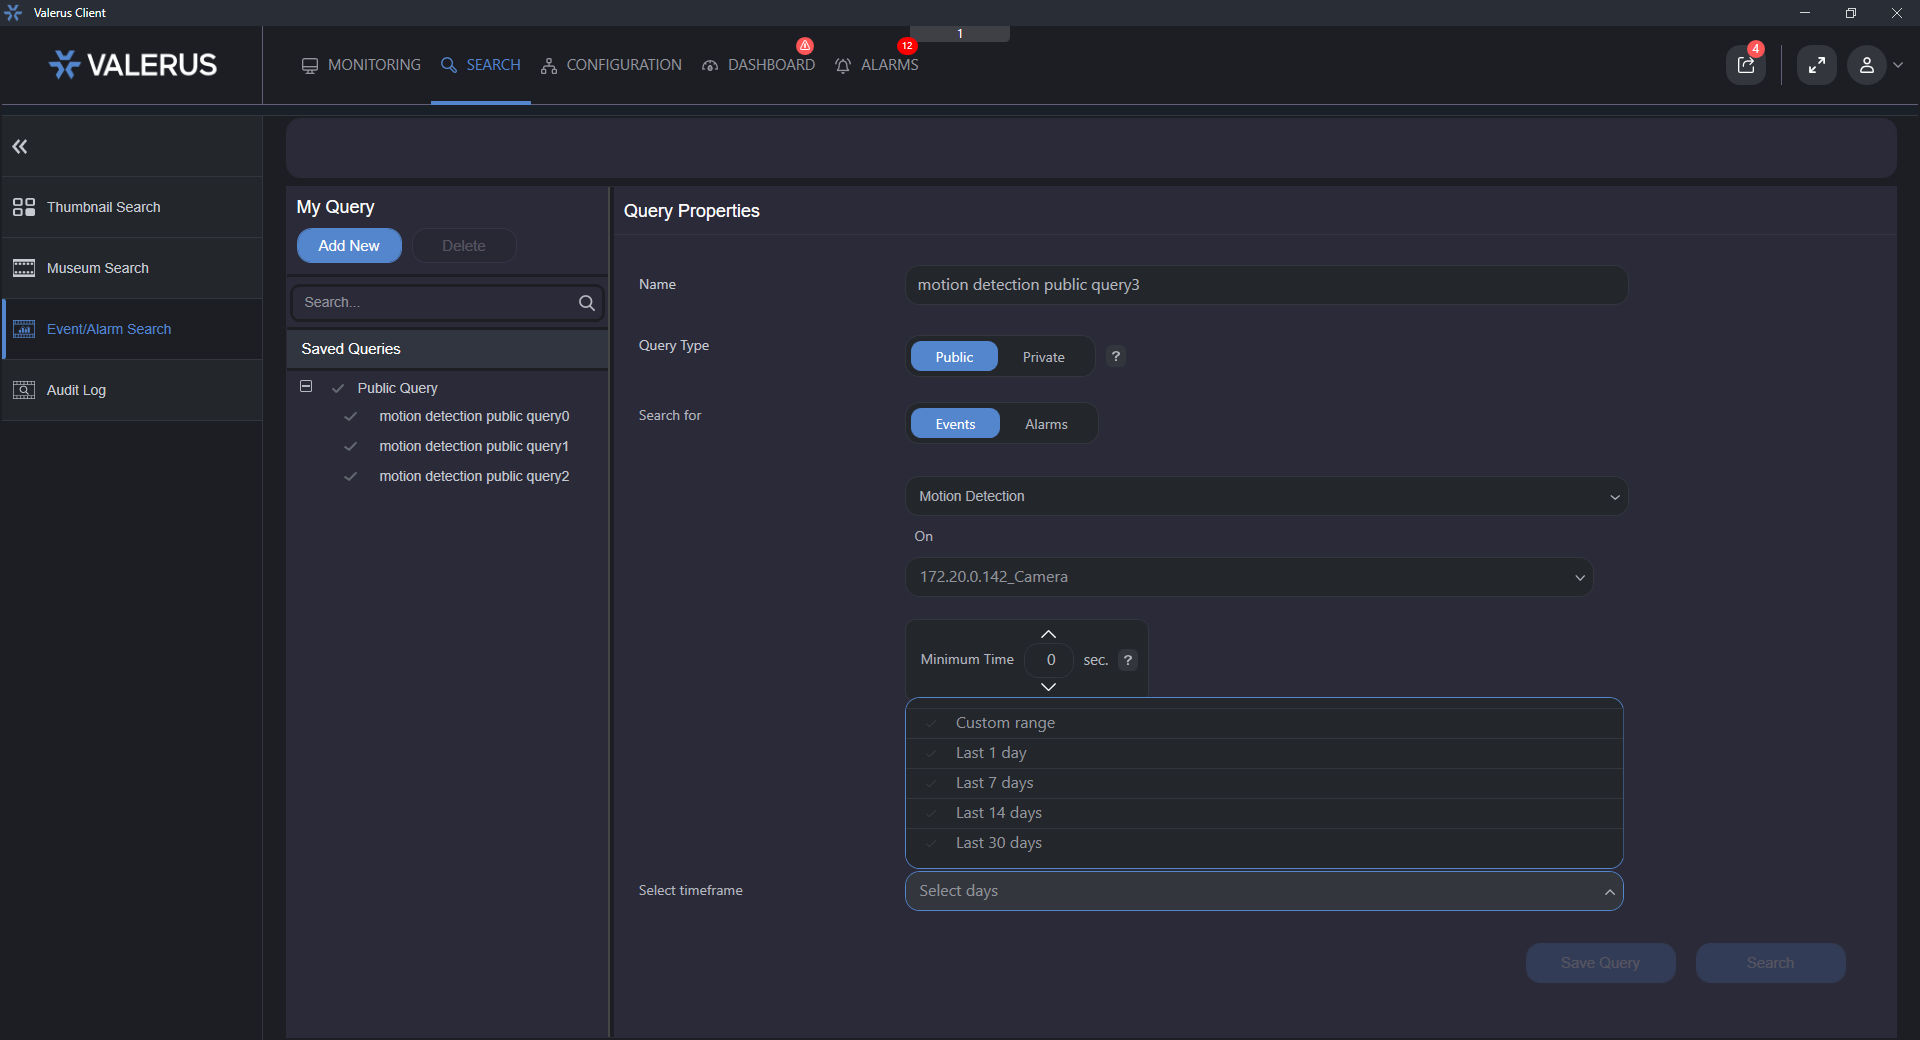 Valerus Client
1
VALERUS
MONITORING
SEARCH
CONFIGURATION
DASHBOARD
12
ALARMS
4
Thumbnail Search
Museum Search
Event/Alarm Search
Audit Log
My Query
Add New
Delete
Search...
Saved Queries
Public Query
motion detection public query0
motion detection public query1
motion detection public query2
Query Properties
Name
motion detection public query3
Query Type
Public
Private
?
Search for
Events
Alarms
Motion Detection
On
172.20.0.142_Camera
Minimum Time
0
sec.
?
Custom range
Last 1 day
Last 7 days
Last 14 days
Last 30 days
Select timeframe
Select days
Save Query
Search